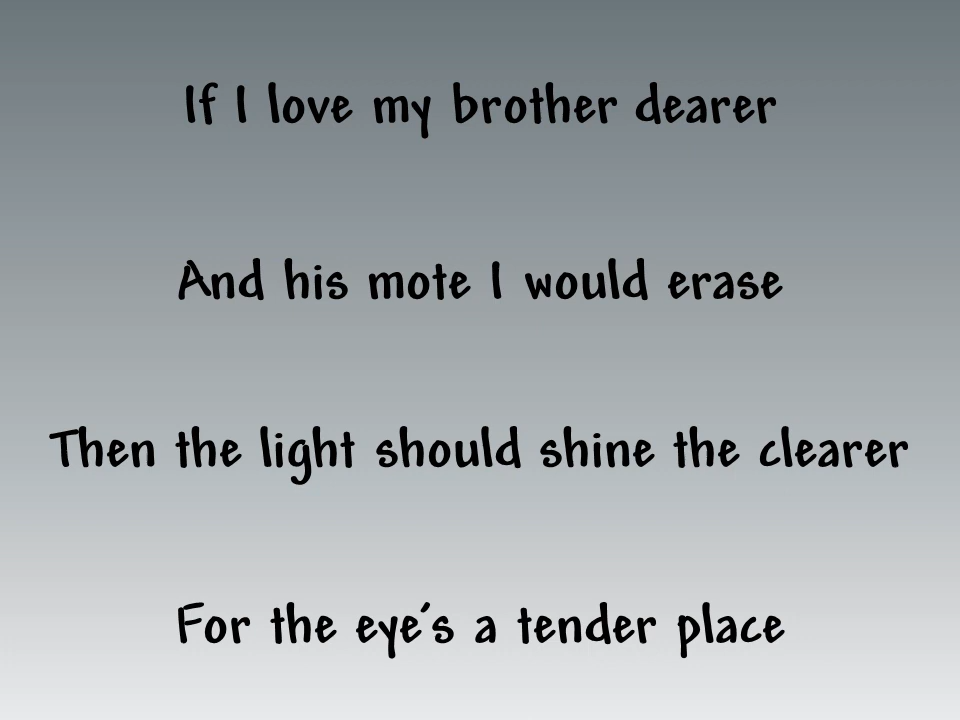 If I love my brother dearer
And his mote I would erase
Then the light should shine the clearer
For the eye's a tender place